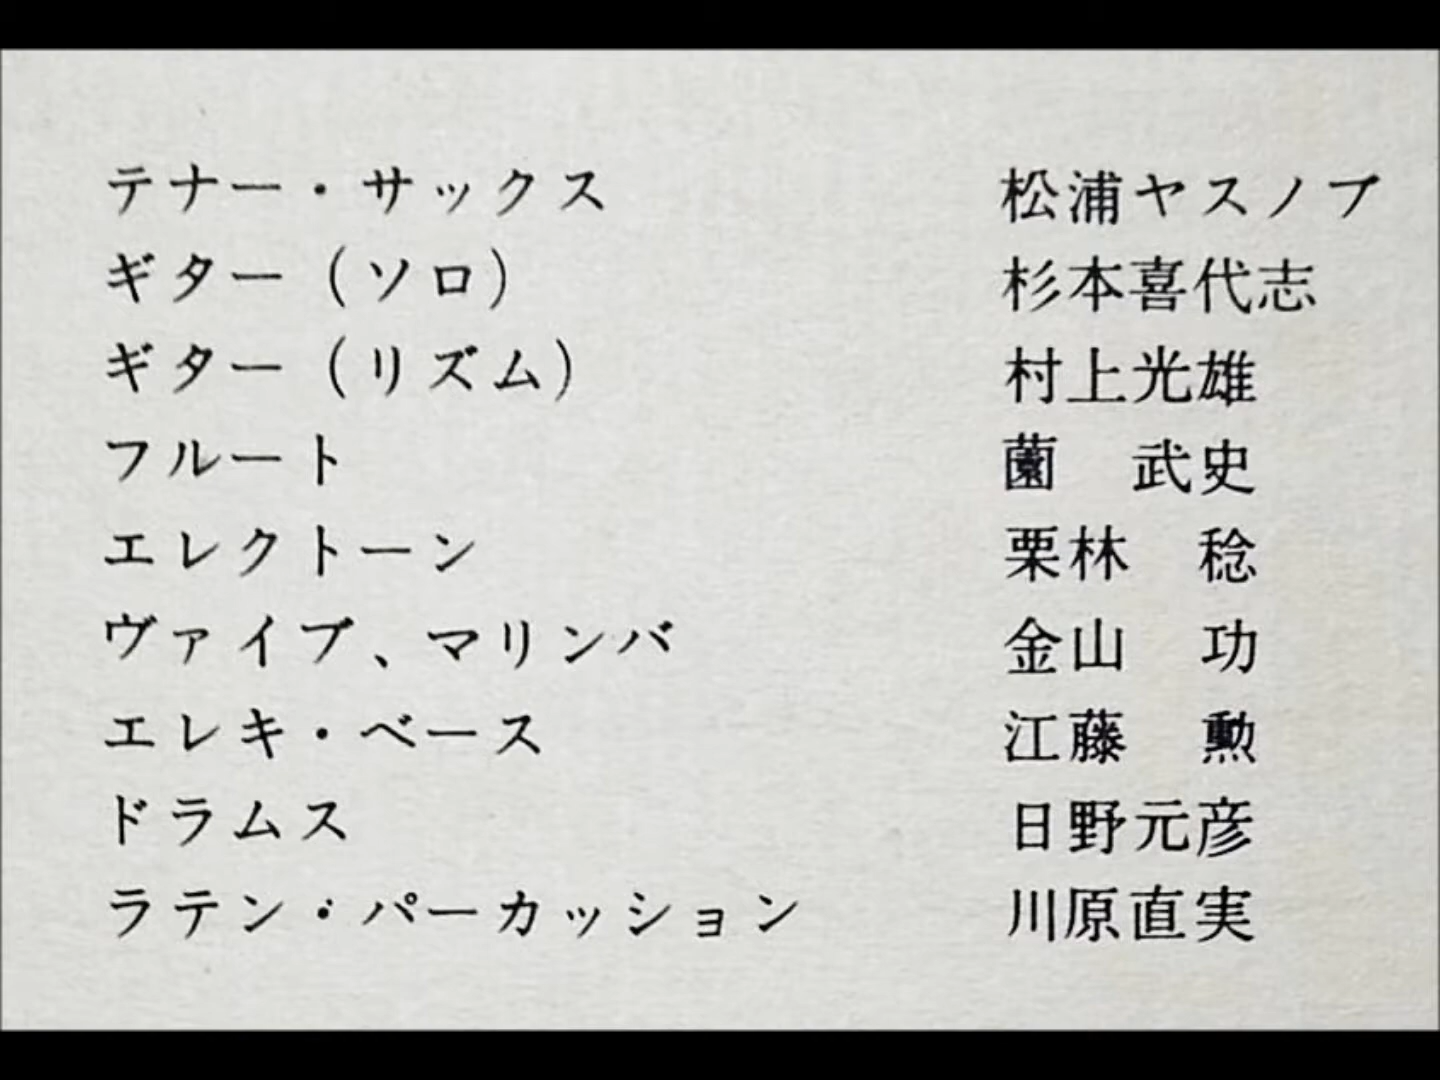 テナー・サックス　松浦ヤスノブ
ギター（ソロ）　杉本喜代志
ギター（リズム）　村上光雄
フルート　薗　武史
エレクトーン　栗林　稔
ヴァイブ、マリンバ　金山　功
エレキ・ベース　江藤　勲
ドラムス　日野元彦
ラテン・パーカッション　川原直実